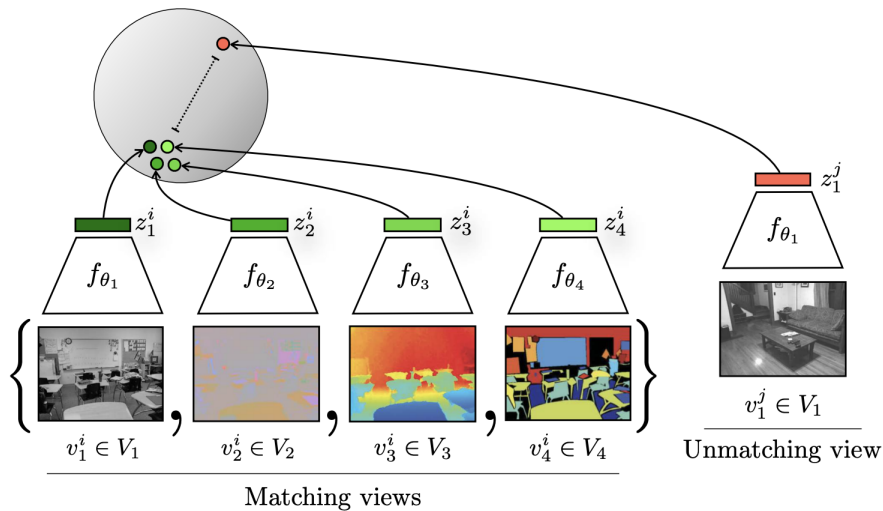 z_1^j
z_1^i z_2^i z_3^i z_4^i
f_{θ_1}
f_{θ_1} f_{θ_2} f_{θ_3} f_{θ_4}
{ , , , }
v_1^i ∈ V_1 v_2^i ∈ V_2 v_3^i ∈ V_3 v_4^i ∈ V_4
Matching views
v_1^j ∈ V_1
Unmatching view